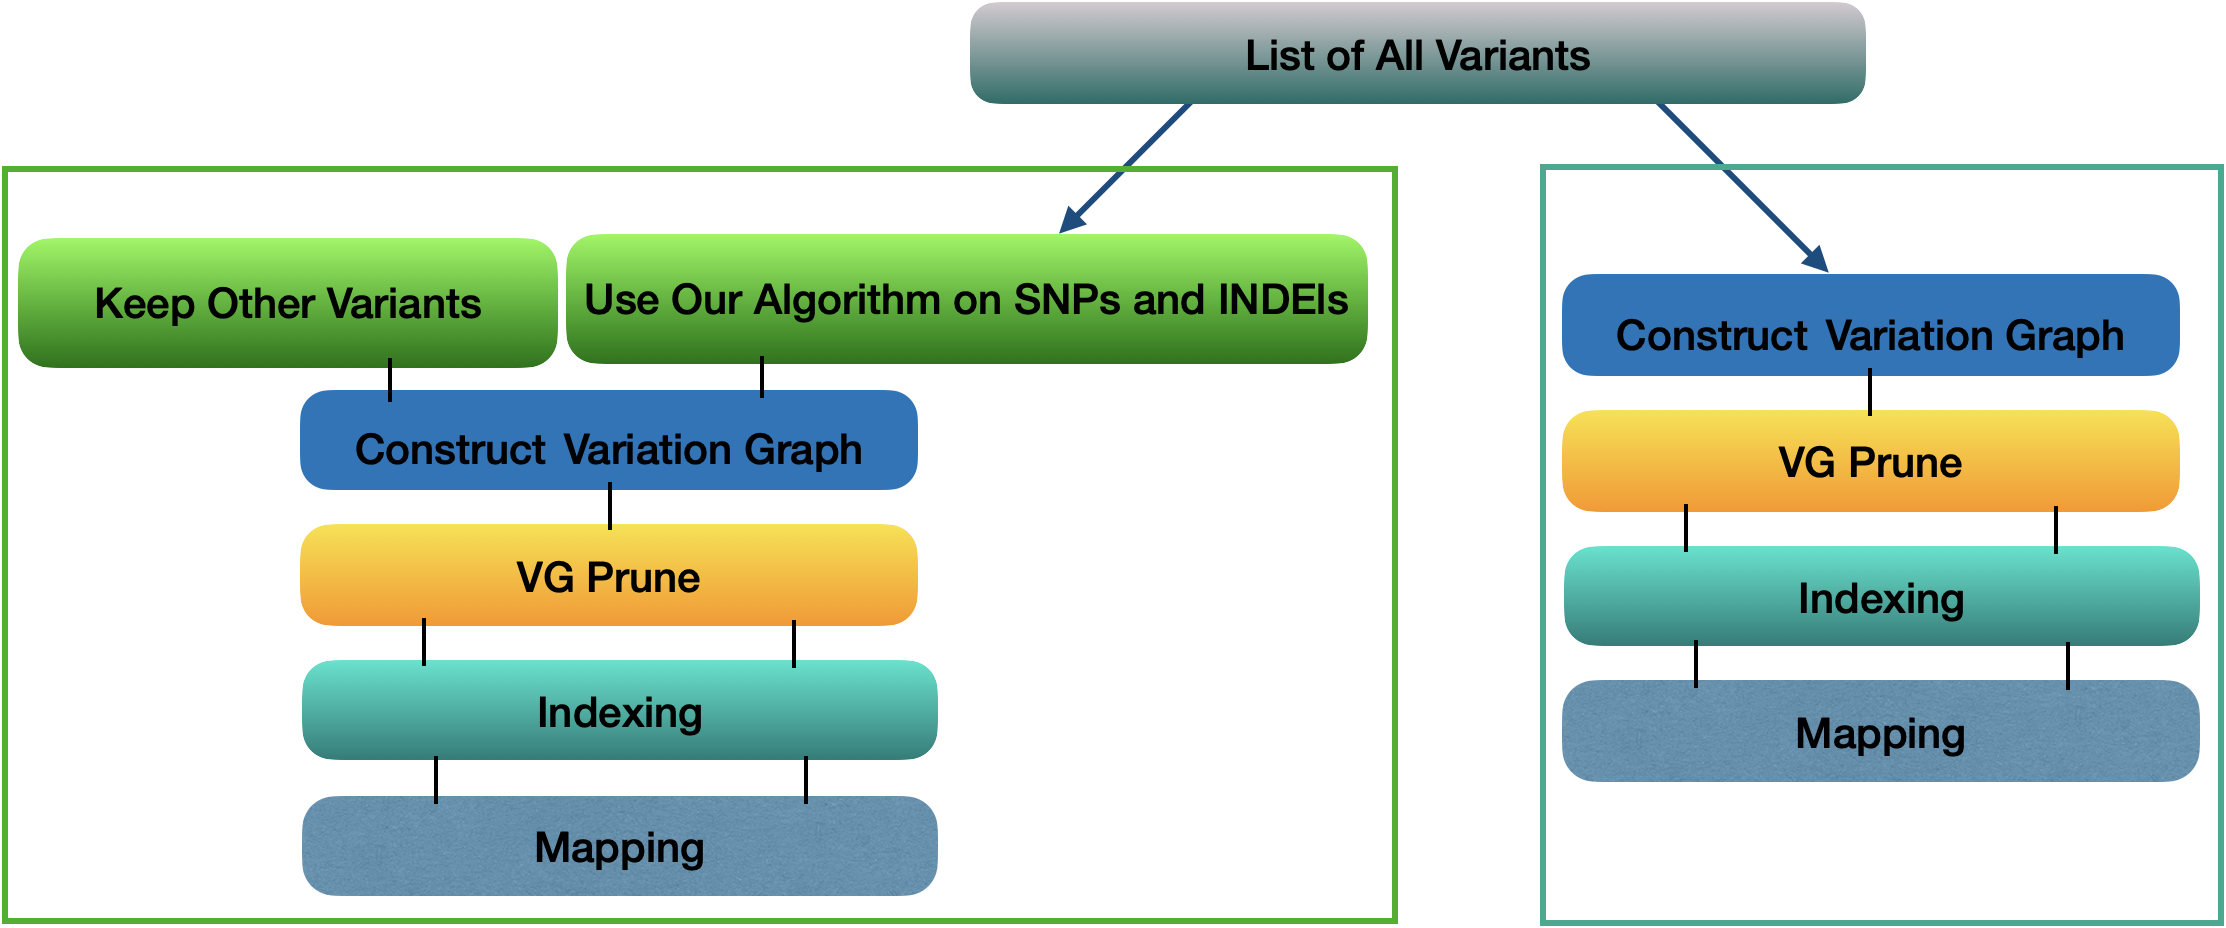 List of All Variants
Keep Other Variants
Use Our Algorithm on SNPs and INDEls
Construct Variation Graph
VG Prune
Indexing
Mapping
Construct Variation Graph
VG Prune
Indexing
Mapping